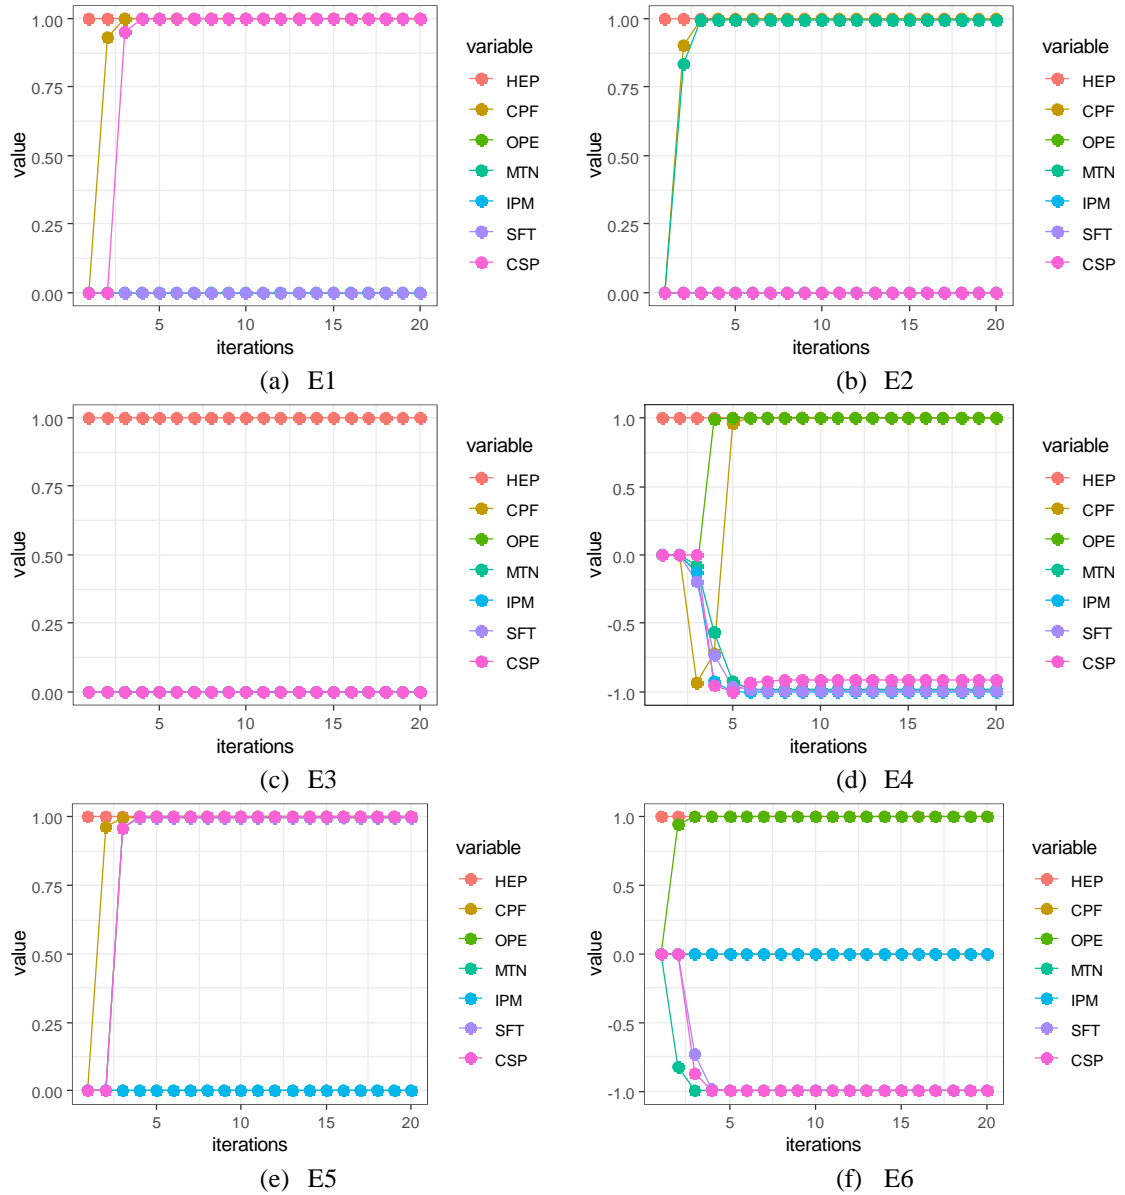 1.00
0.75
0.50
0.25
0.00
value
5
10
15
20
iterations
variable
HEP
CPF
OPE
MTN
IPM
SFT
CSP
(a) E1
1.00
0.75
0.50
0.25
0.00
value
5
10
15
20
iterations
variable
HEP
CPF
OPE
MTN
IPM
SFT
CSP
(b) E2
1.00
0.75
0.50
0.25
0.00
value
5
10
15
20
iterations
variable
HEP
CPF
OPE
MTN
IPM
SFT
CSP
(c) E3
1.0
0.5
0.0
-0.5
-1.0
value
5
10
15
20
iterations
variable
HEP
CPF
OPE
MTN
IPM
SFT
CSP
(d) E4
1.00
0.75
0.50
0.25
0.00
value
5
10
15
20
iterations
variable
HEP
CPF
OPE
MTN
IPM
SFT
CSP
(e) E5
1.0
0.5
0.0
-0.5
-1.0
value
5
10
15
20
iterations
variable
HEP
CPF
OPE
MTN
IPM
SFT
CSP
(f) E6